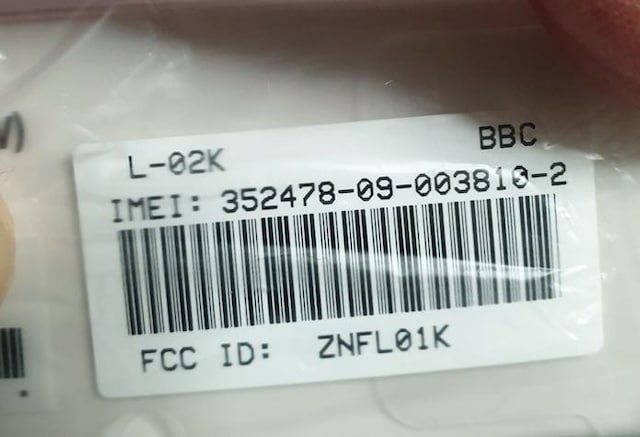 L-02K BBC
IMEI: 352478-09-003810-2
FCC ID: ZNFL01K